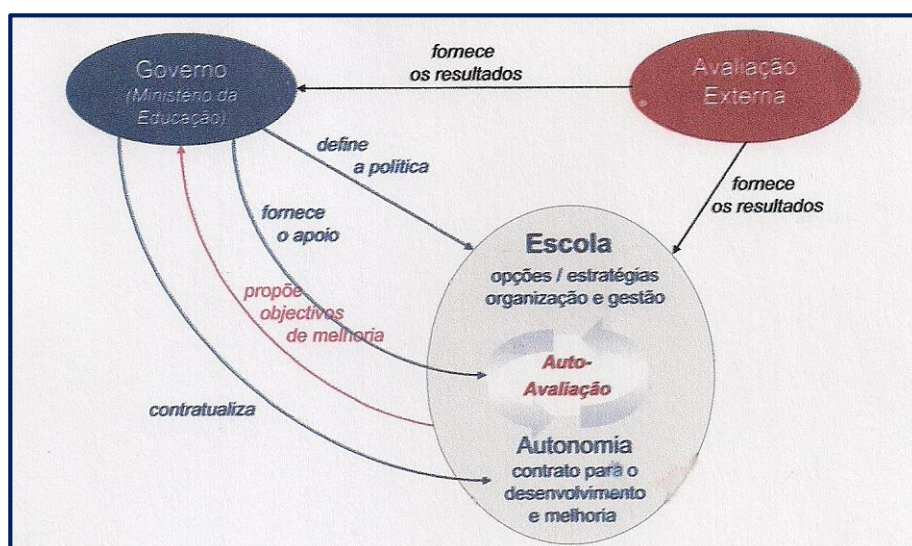 Governo
(Ministério da
Educação)
fornece
os resultados
Avaliação
Externa
define
a política
fornece
o apoio
fornece
os resultados
propõe
objectivos
de melhoria
contratualiza
Escola
opções / estratégias
organização e gestão
Auto-
Avaliação
Autonomia
contrato para o
desenvolvimento
e melhoria